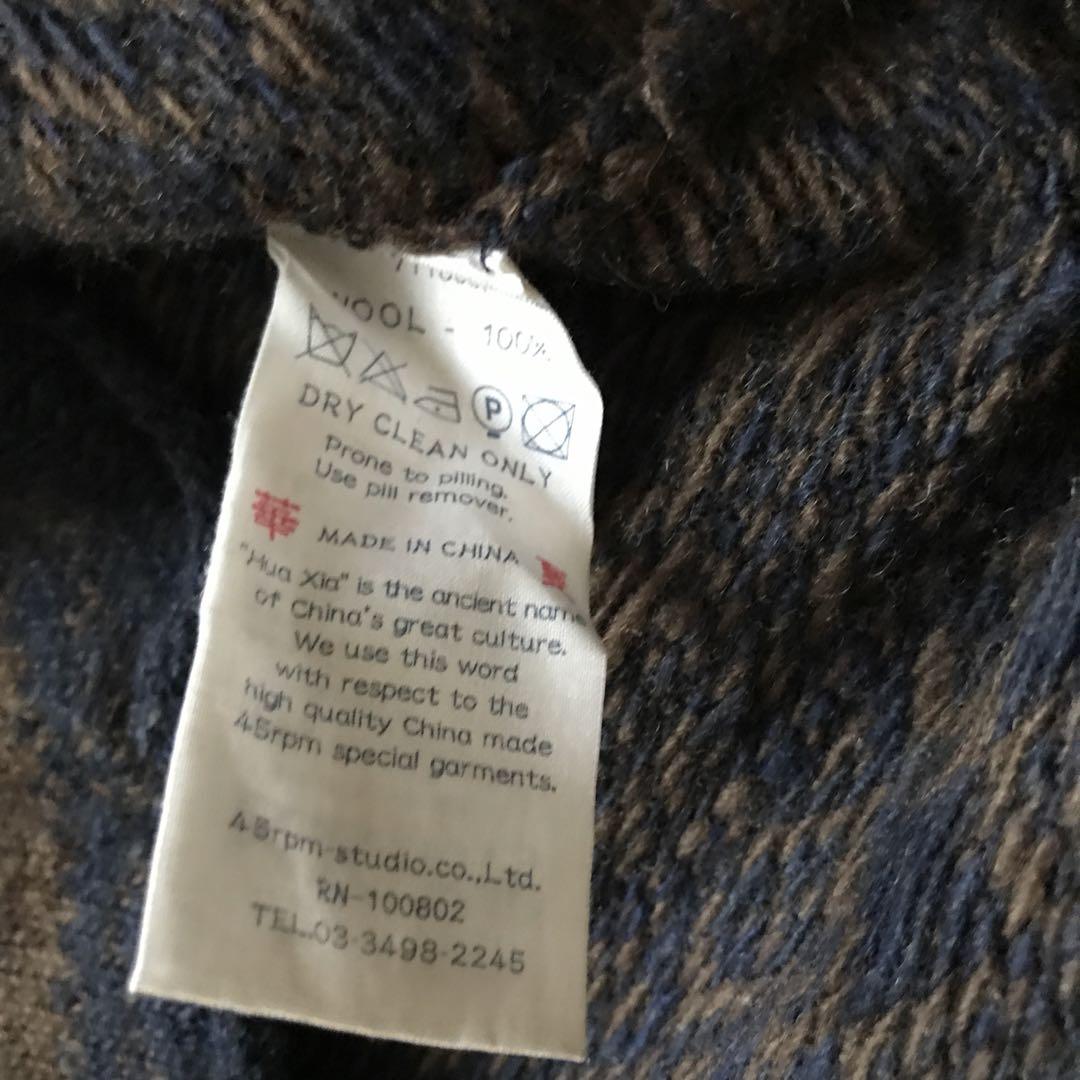 WOOL - 100%
P
DRY CLEAN ONLY
Prone to pilling.
Use pill remover.
華
MADE IN CHINA
"Hua Xia" is the ancient name
of China's great culture.
We use this word
with respect to the
high quality China made
45rpm special garments.
45rpm-studio.co.,Ltd.
RN-100802
TEL.03-3498-2245